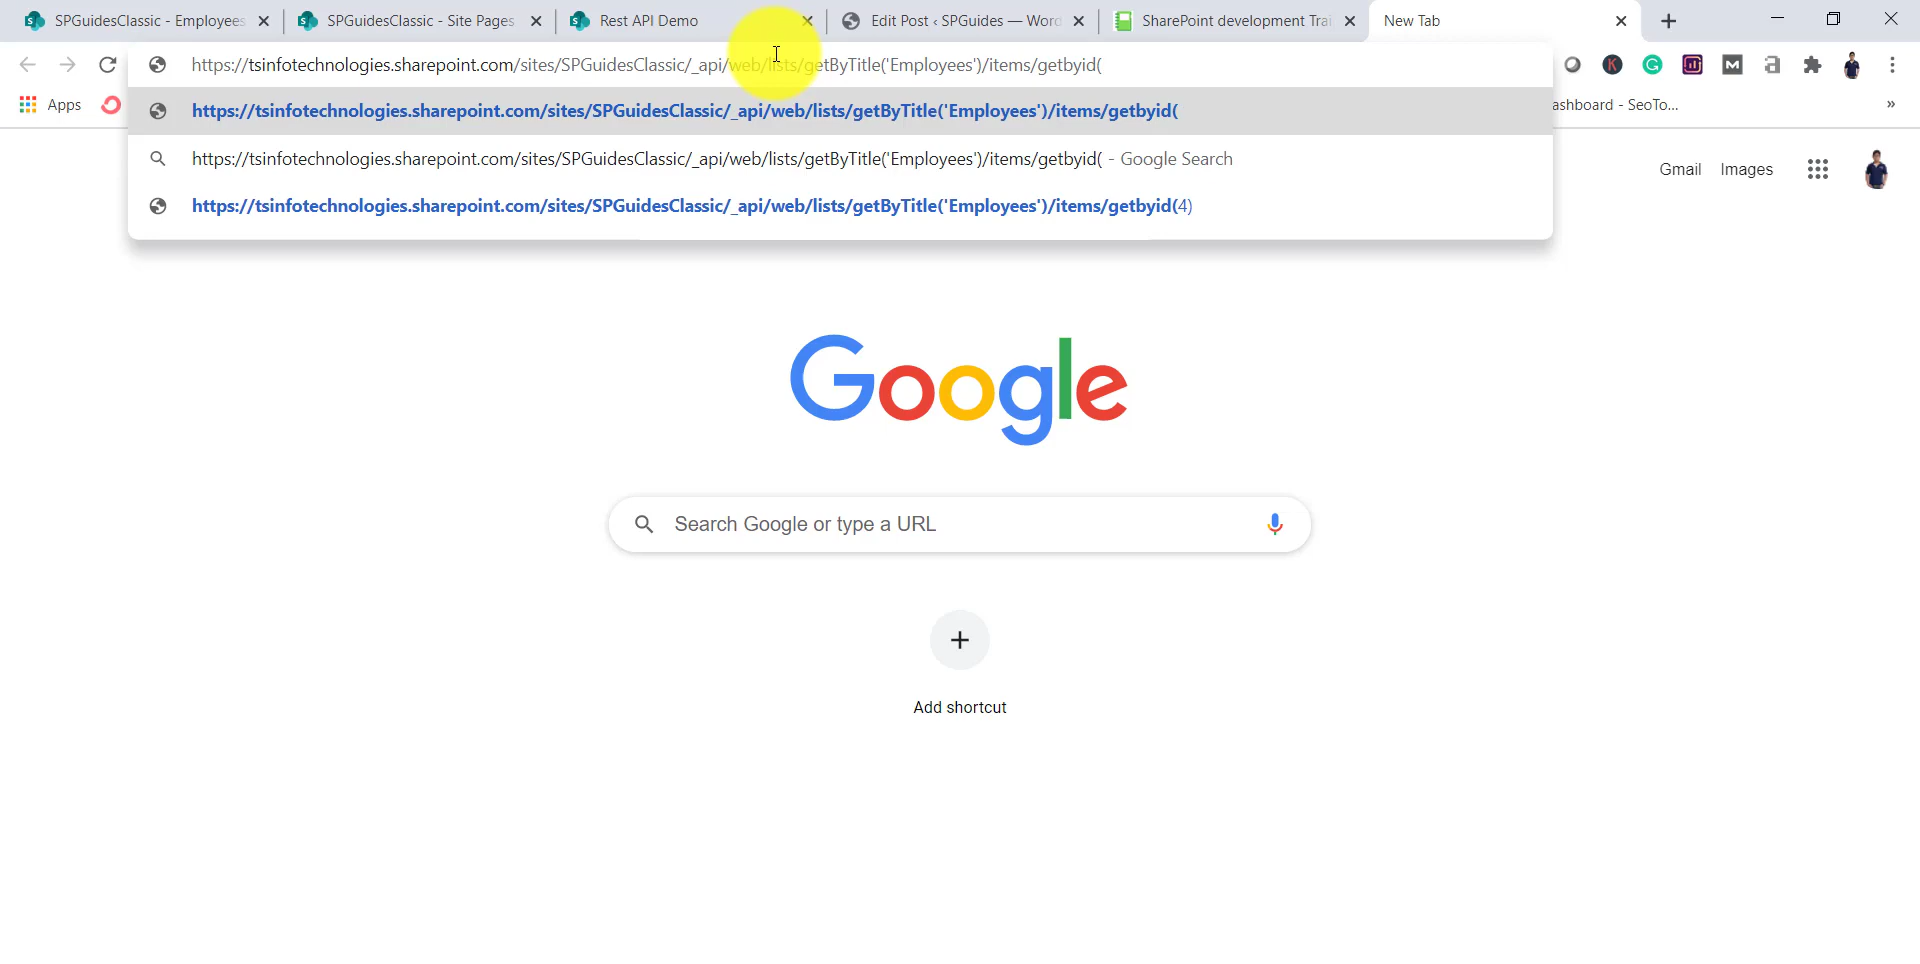 SPGuidesClassic - Employees
SPGuidesClassic - Site Pages
Rest API Demo
Edit Post ‹ SPGuides — Word
SharePoint development Trai
New Tab
https://tsinfotechnologies.sharepoint.com/sites/SPGuidesClassic/_api/web/lists/getByTitle('Employees')/items/getbyid(
Apps
https://tsinfotechnologies.sharepoint.com/sites/SPGuidesClassic/_api/web/lists/getByTitle('Employees')/items/getbyid(
ashboard - SeoTo...
https://tsinfotechnologies.sharepoint.com/sites/SPGuidesClassic/_api/web/lists/getByTitle('Employees')/items/getbyid( - Google Search
https://tsinfotechnologies.sharepoint.com/sites/SPGuidesClassic/_api/web/lists/getByTitle('Employees')/items/getbyid(4)
Gmail Images
Google
Search Google or type a URL
Add shortcut